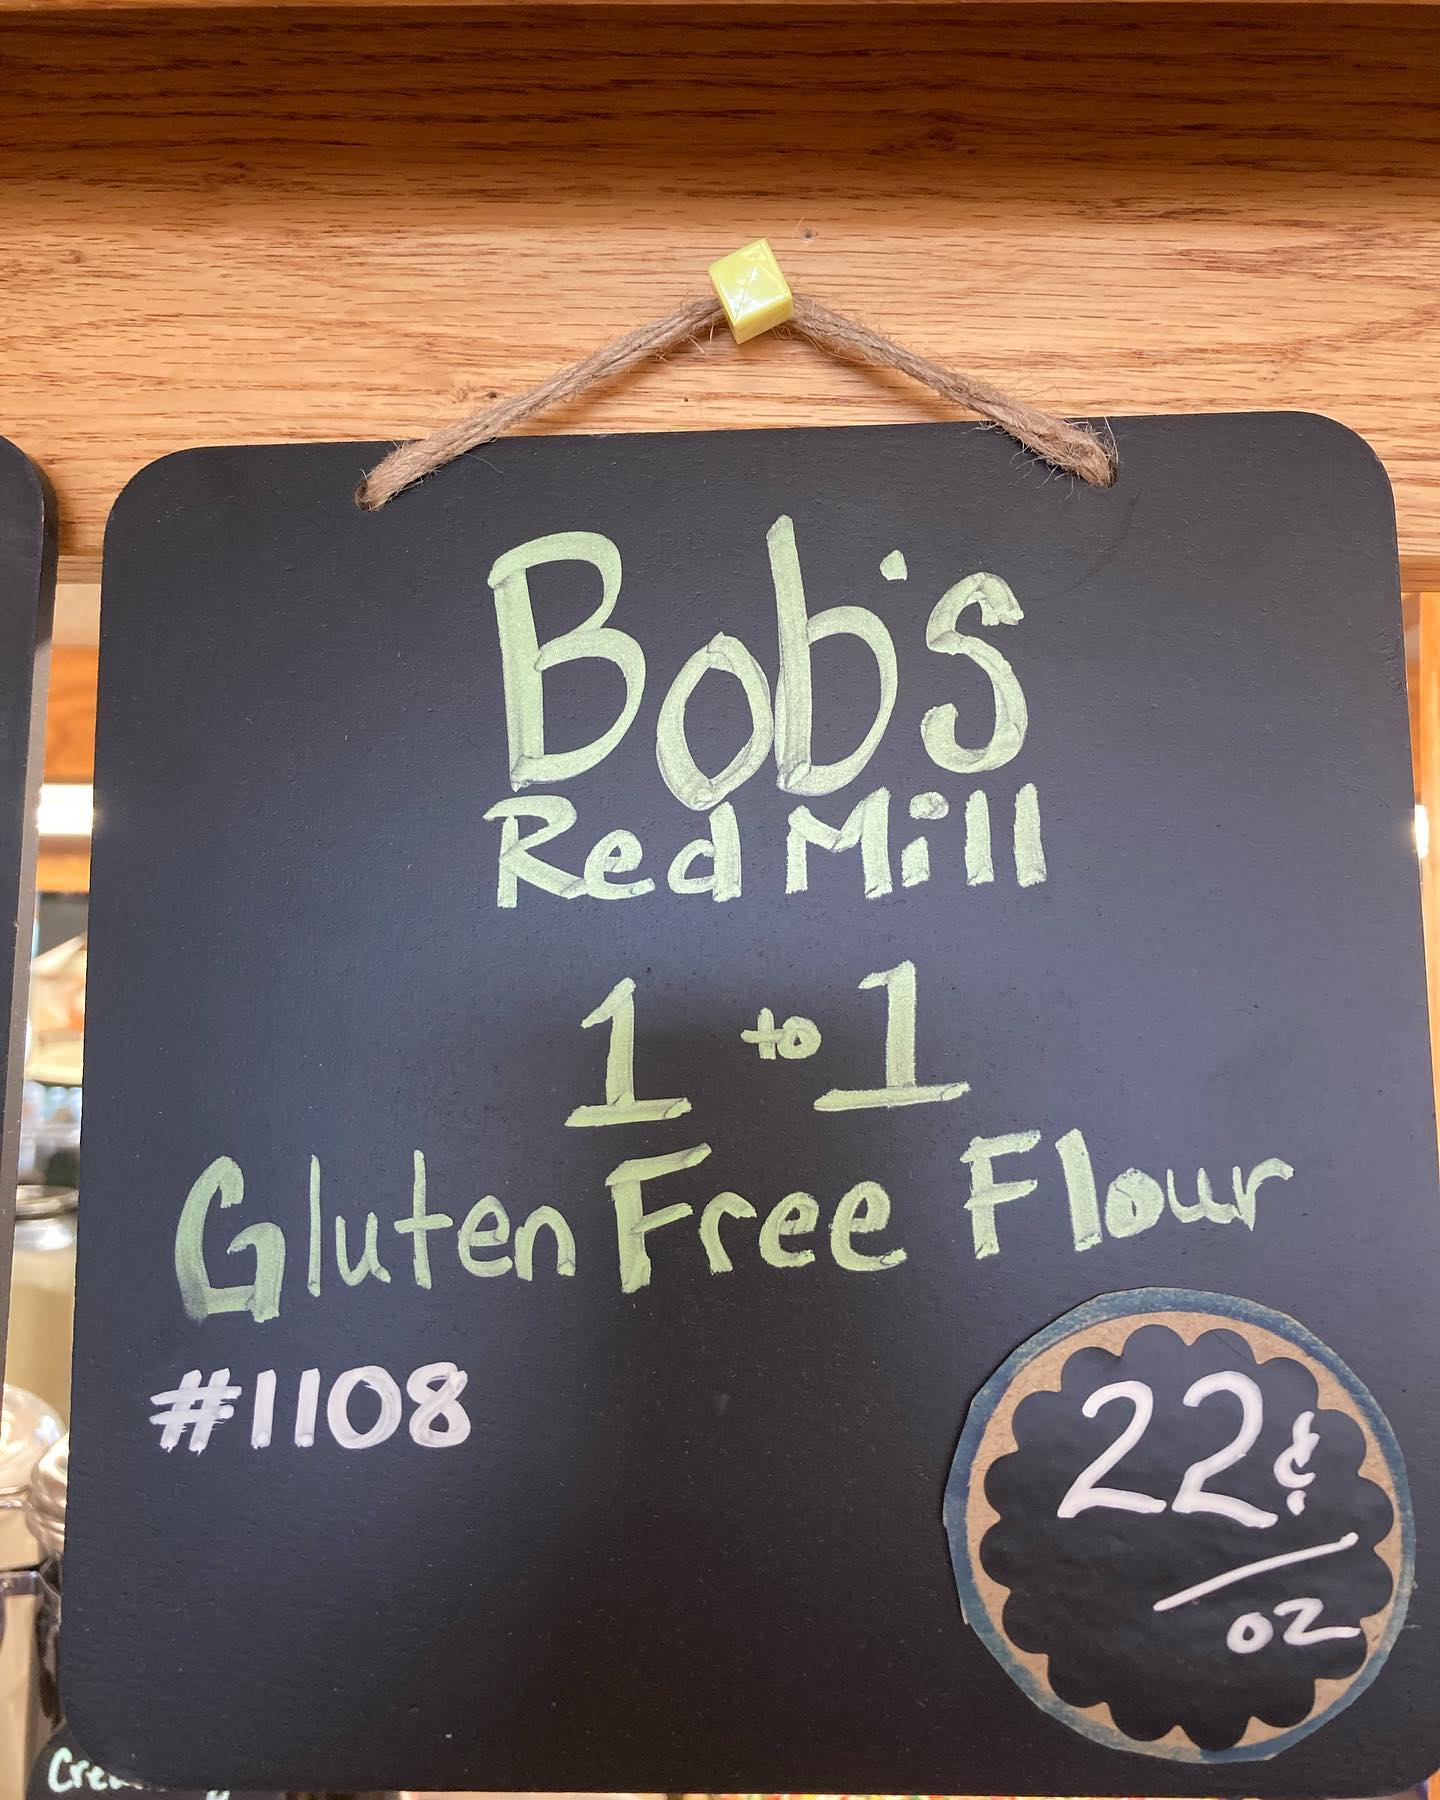 Bob's
Red Mill
1 to 1
Gluten Free Flour
#1108
22¢
/oz